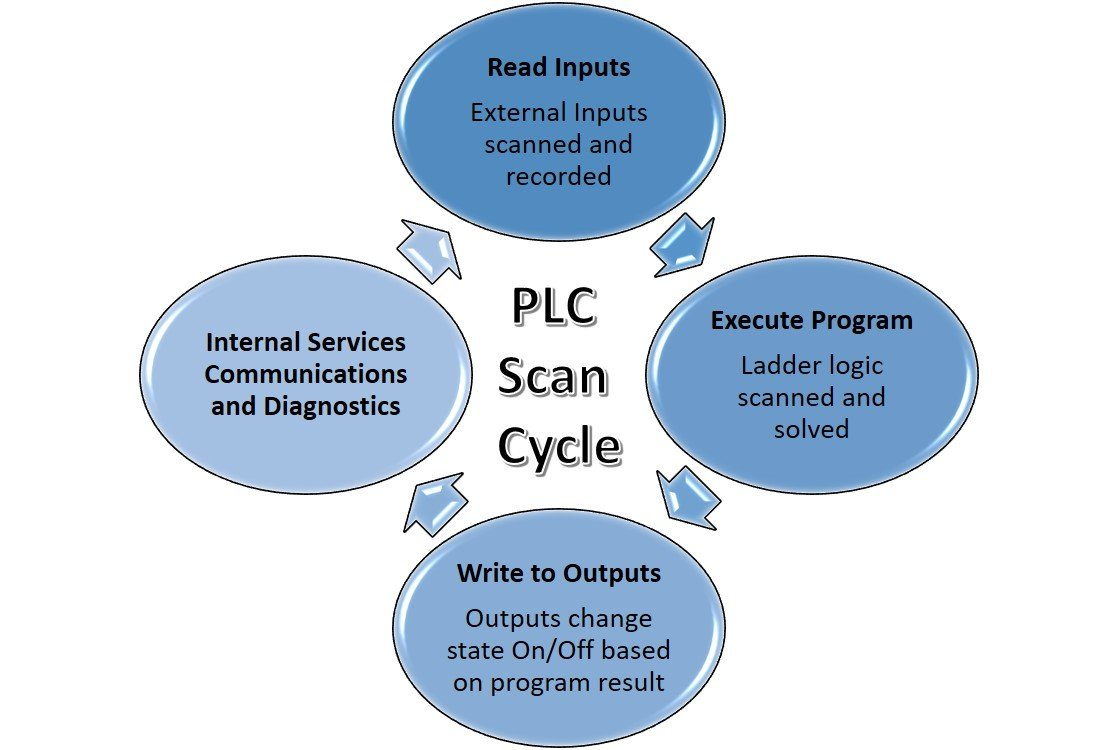 Read Inputs
External Inputs
scanned and
recorded
PLC
Scan
Cycle
Execute Program
Ladder logic
scanned and
solved
Write to Outputs
Outputs change
state On/Off based
on program result
Internal Services
Communications
and Diagnostics